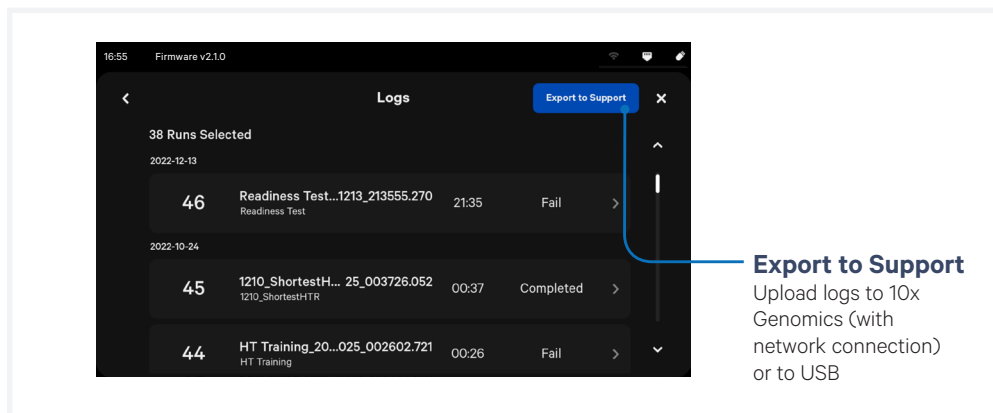 16:55 Firmware v2.1.0
Logs
Export to Support
38 Runs Selected
2022-12-13
46 Readiness Test...1213_213555.270 21:35 Fail
Readiness Test
2022-10-24
45 1210_ShortestH... 25_003726.052 00:37 Completed
1210_ShortestHTR
44 HT Training_20...025_002602.721 00:26 Fail
HT Training
Export to Support
Upload logs to 10x
Genomics (with
network connection)
or to USB